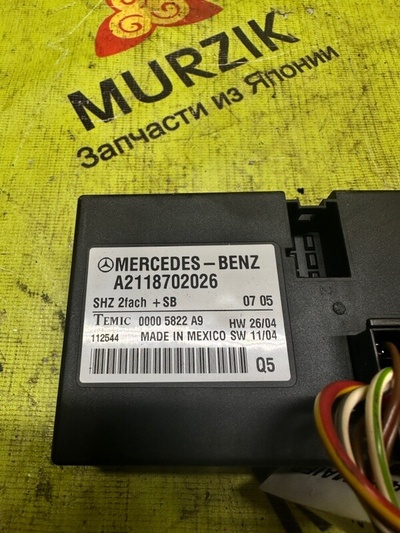 MURZIK
Запчасти из Японии
MERCEDES-BENZ
A2118702026
SHZ 2fach +SB 07 05
TEMIC 0000 5822 A9 HW 26/04
112544 MADE IN MEXICO SW 11/04
Q5